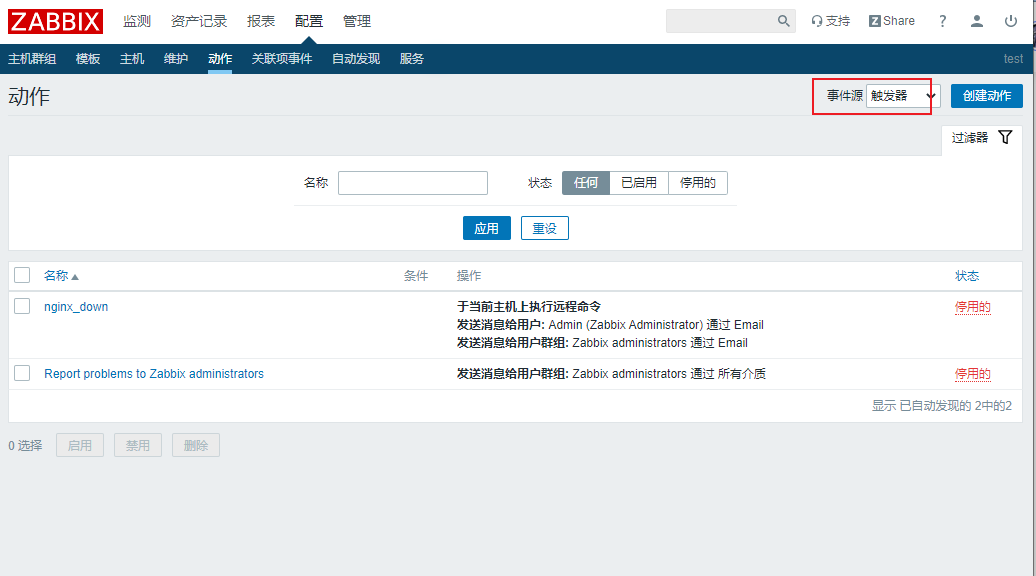 ZABBIX 监测 资产记录 报表 配置 管理 支持 Z Share ?
主机群组 模板 主机 维护 动作 关联项事件 自动发现 服务 test
动作 事件源 触发器 创建动作
过滤器
名称 状态 任何 已启用 停用的
应用 重设
名称 条件 操作 状态
nginx_down 于当前主机上执行远程命令 停用的
发送消息给用户: Admin (Zabbix Administrator) 通过 Email
发送消息给用户群组: Zabbix administrators 通过 Email
Report problems to Zabbix administrators 发送消息给用户群组: Zabbix administrators 通过 所有介质 停用的
显示 已自动发现的 2中的2
0 选择 启用 禁用 删除